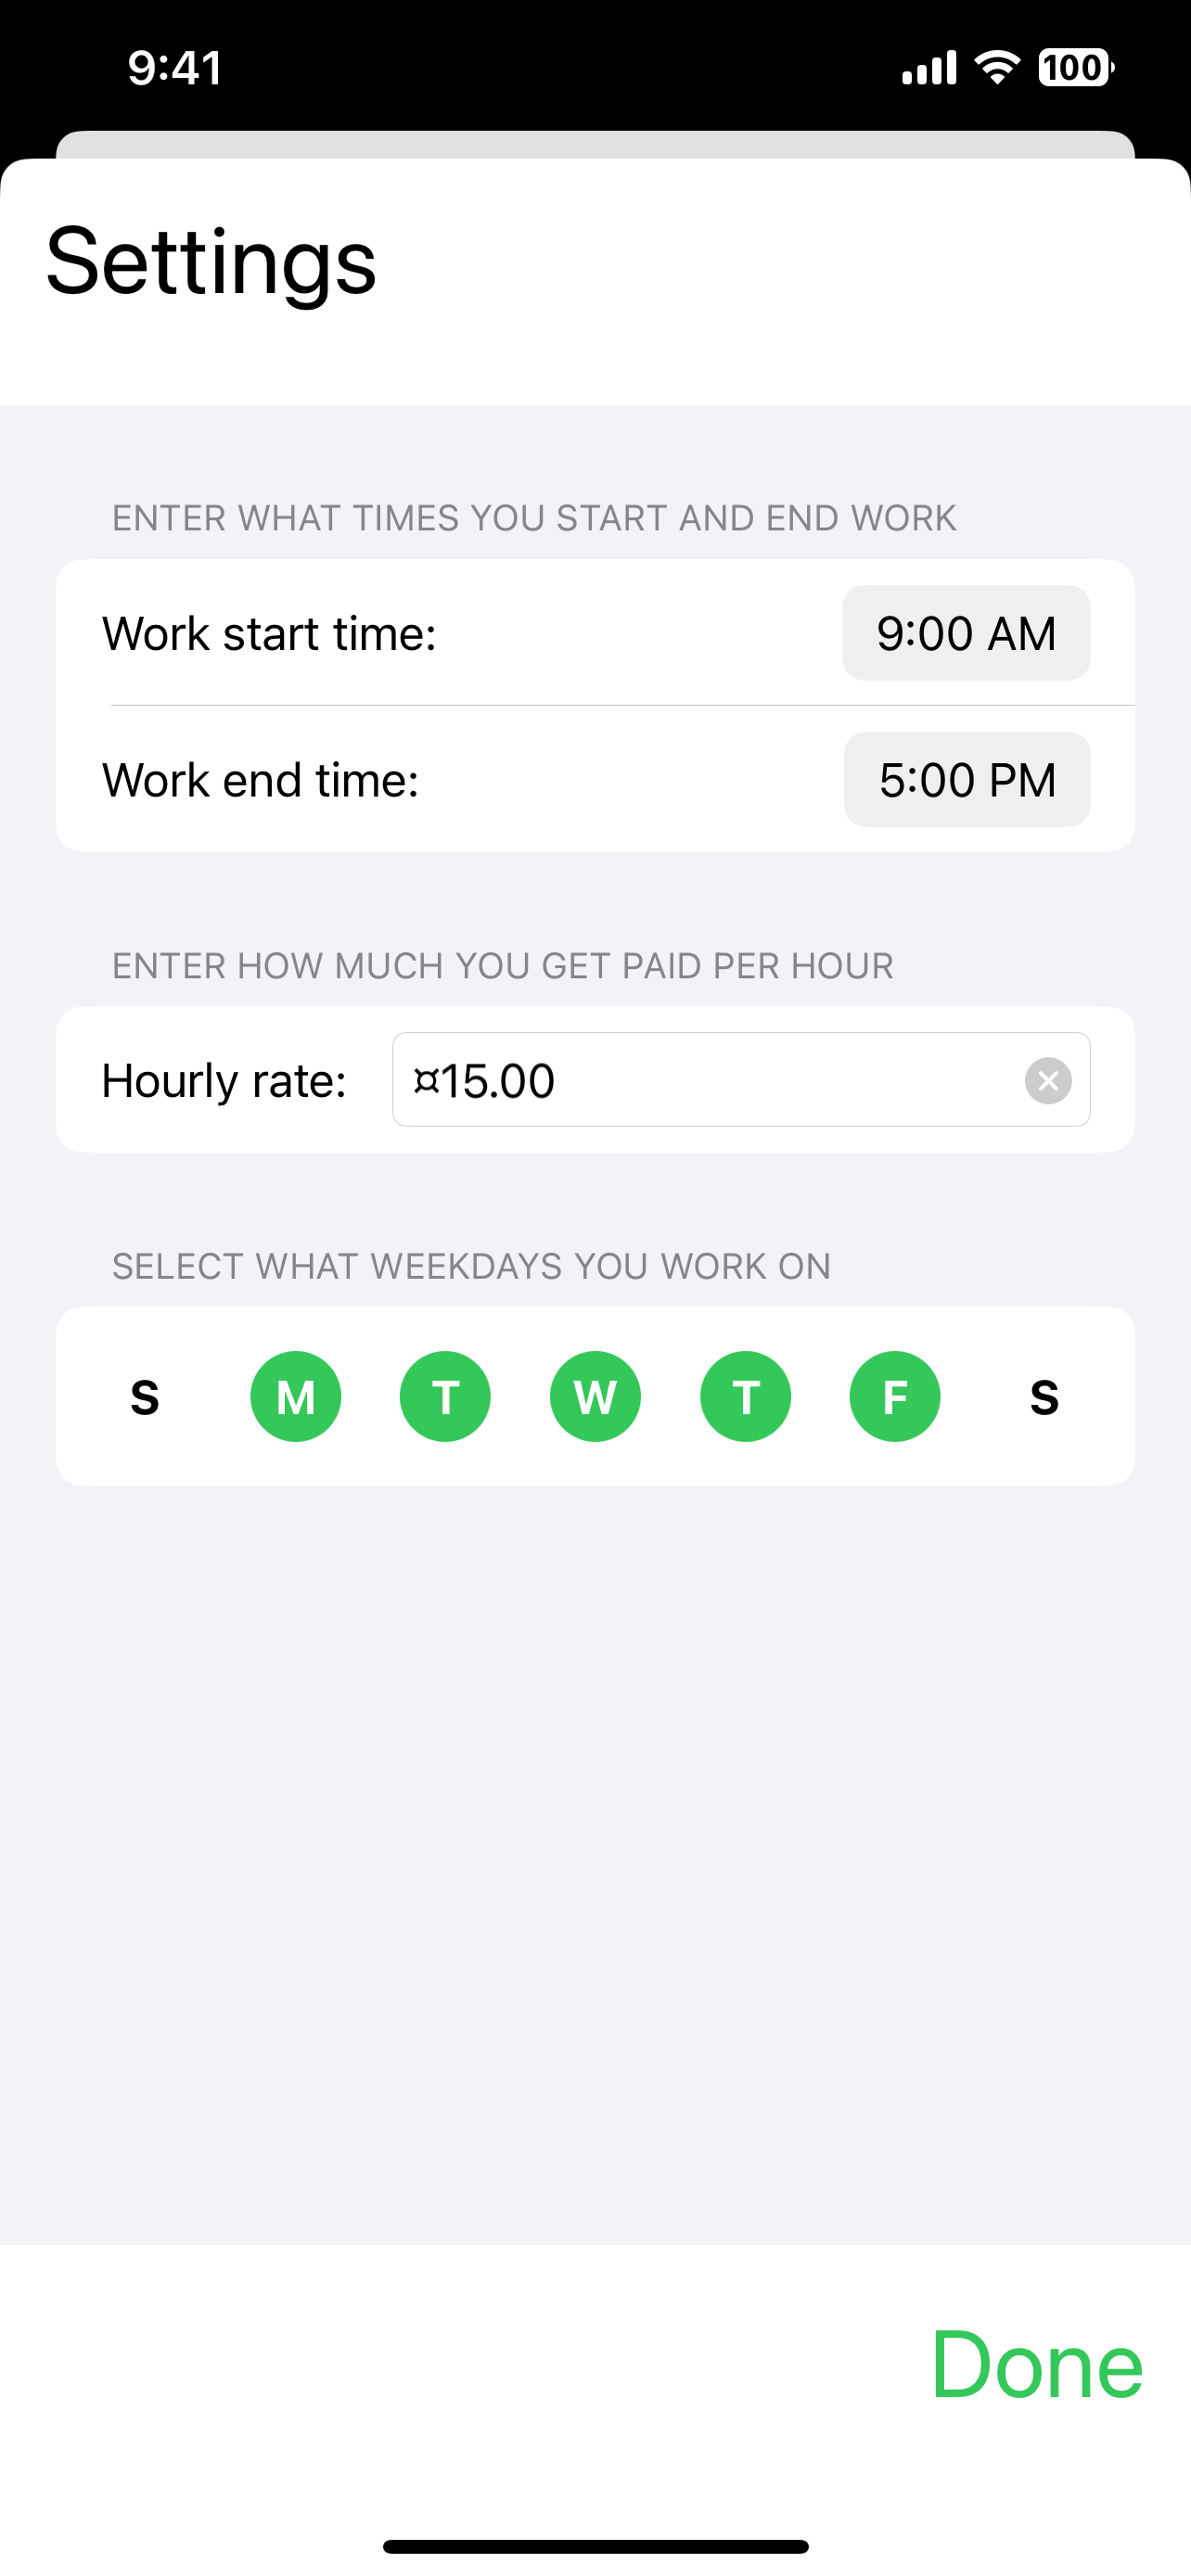 9:41
100
Settings
ENTER WHAT TIMES YOU START AND END WORK
Work start time: 9:00 AM
Work end time: 5:00 PM
ENTER HOW MUCH YOU GET PAID PER HOUR
Hourly rate: ¤15.00
SELECT WHAT WEEKDAYS YOU WORK ON
S M T W T F S
Done